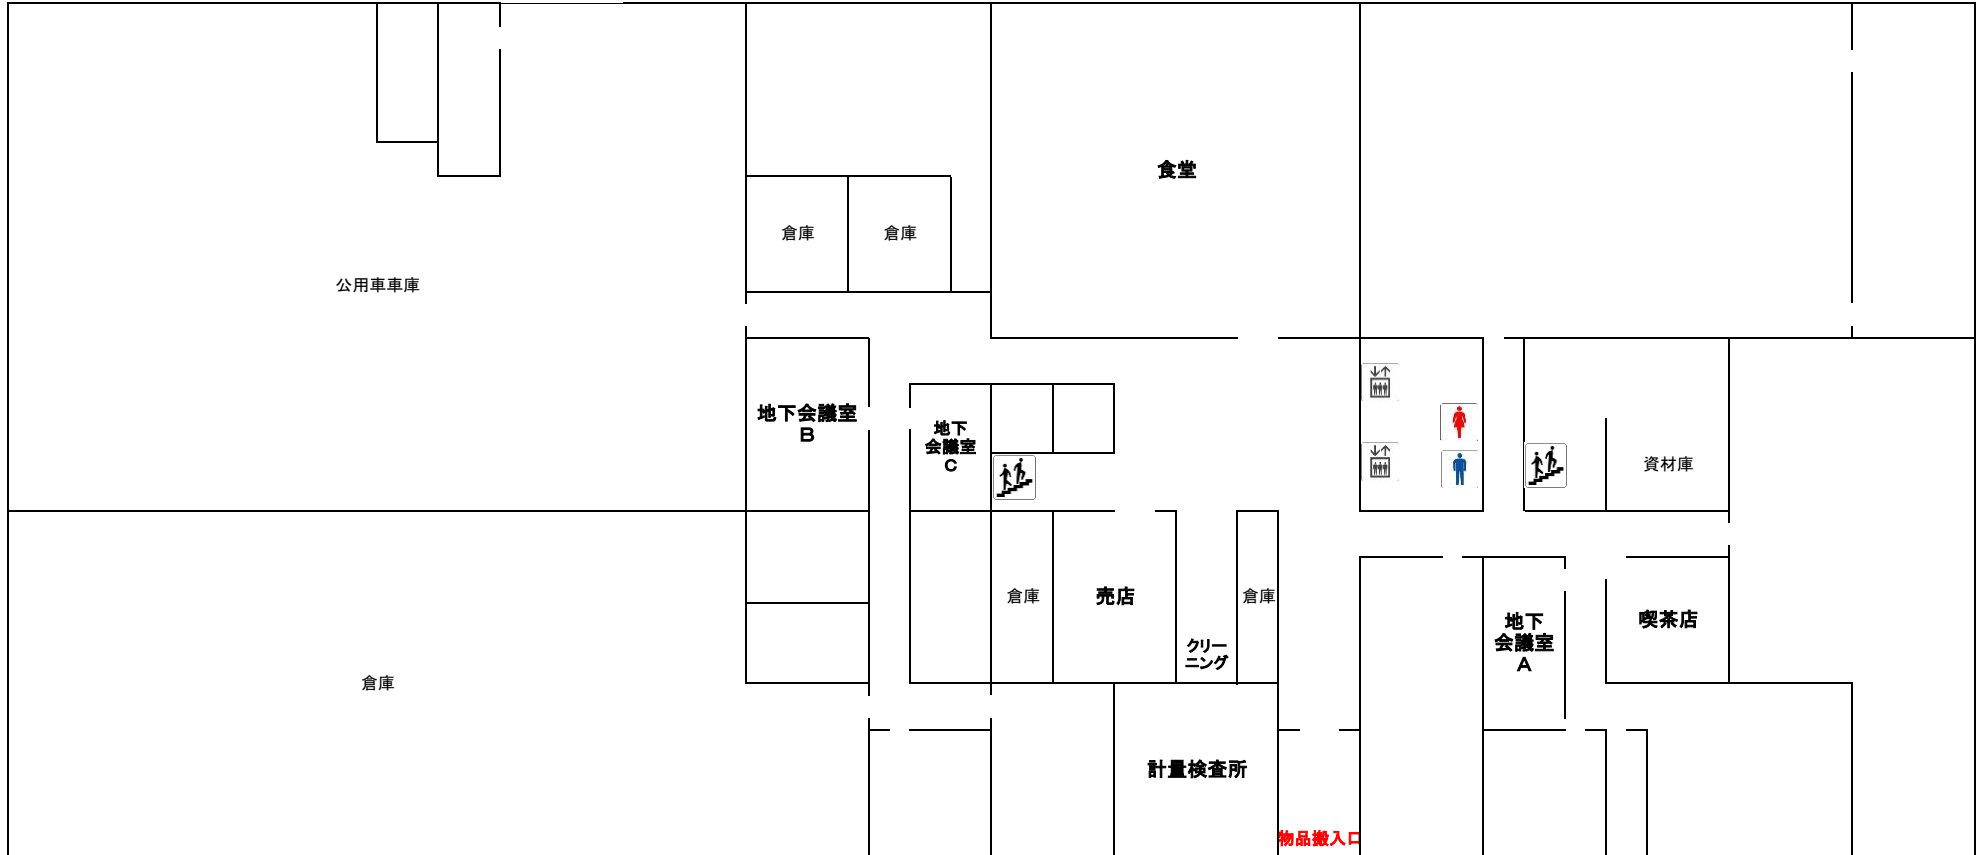 食堂
倉庫
倉庫
公用車車庫
地下会議室
B
地下
会議室
C
資材庫
倉庫
売店
倉庫
クリー
ニング
地下
会議室
A
喫茶店
倉庫
計量検査所
物品搬入口